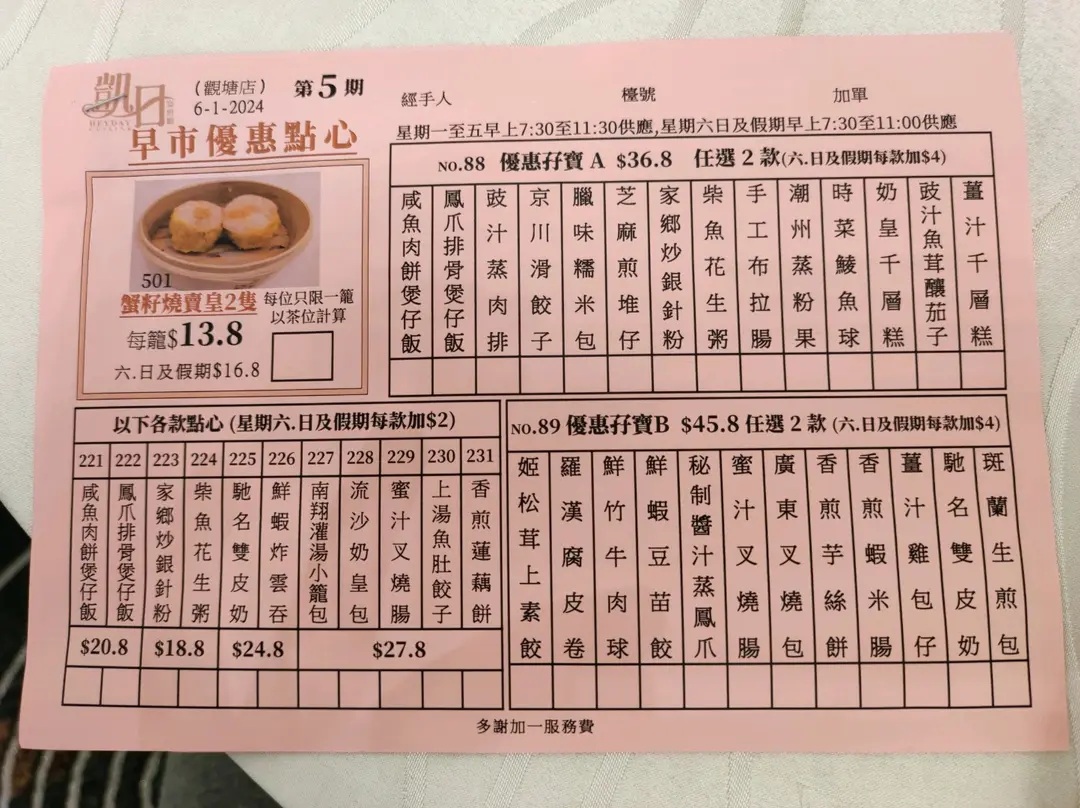 凱日
HEYDAY
(觀塘店)
6-1-2024
第5期
早市優惠點心
501
蟹籽燒賣皇2隻
每籠$13.8
六.日及假期$16.8
每位只限一籠
以茶位計算
經手人
檯號
加單
星期一至五早上7:30至11:30供應,星期六日及假期早上7:30至11:00供應
NO.88 優惠孖寶 A $36.8 任選 2 款(六.日及假期每款加$4)
咸魚肉餅煲仔飯
鳳爪排骨煲仔飯
豉汁蒸肉排
京川滑餃子
臘味糯米包
芝麻煎堆仔
家鄉炒銀針粉
柴魚花生粥
手工布拉腸
潮州蒸粉果
時菜鯪魚球
奶皇千層糕
豉汁魚茸釀茄子
薑汁千層糕
以下各款點心 (星期六.日及假期每款加$2)
221 222 223 224 225 226 227 228 229 230 231
咸魚肉餅煲仔飯
鳳爪排骨煲仔飯
家鄉炒銀針粉
柴魚花生粥
馳名雙皮奶
鮮蝦炸雲吞
南翔灌湯小籠包
流沙奶皇包
蜜汁叉燒腸
上湯魚肚餃子
香煎蓮藕餅
$20.8 $18.8 $24.8 $27.8
NO.89 優惠孖寶B $45.8 任選 2 款 (六.日及假期每款加$4)
姬松茸上素餃
羅漢腐皮卷
鮮竹牛肉球
鮮蝦豆苗餃
秘制醬汁蒸鳳爪
蜜汁叉燒腸
廣東叉燒包
香煎芋絲餅
香煎蝦米腸
薑汁雞包仔
馳名雙皮奶
斑蘭生煎包
多謝加一服務費